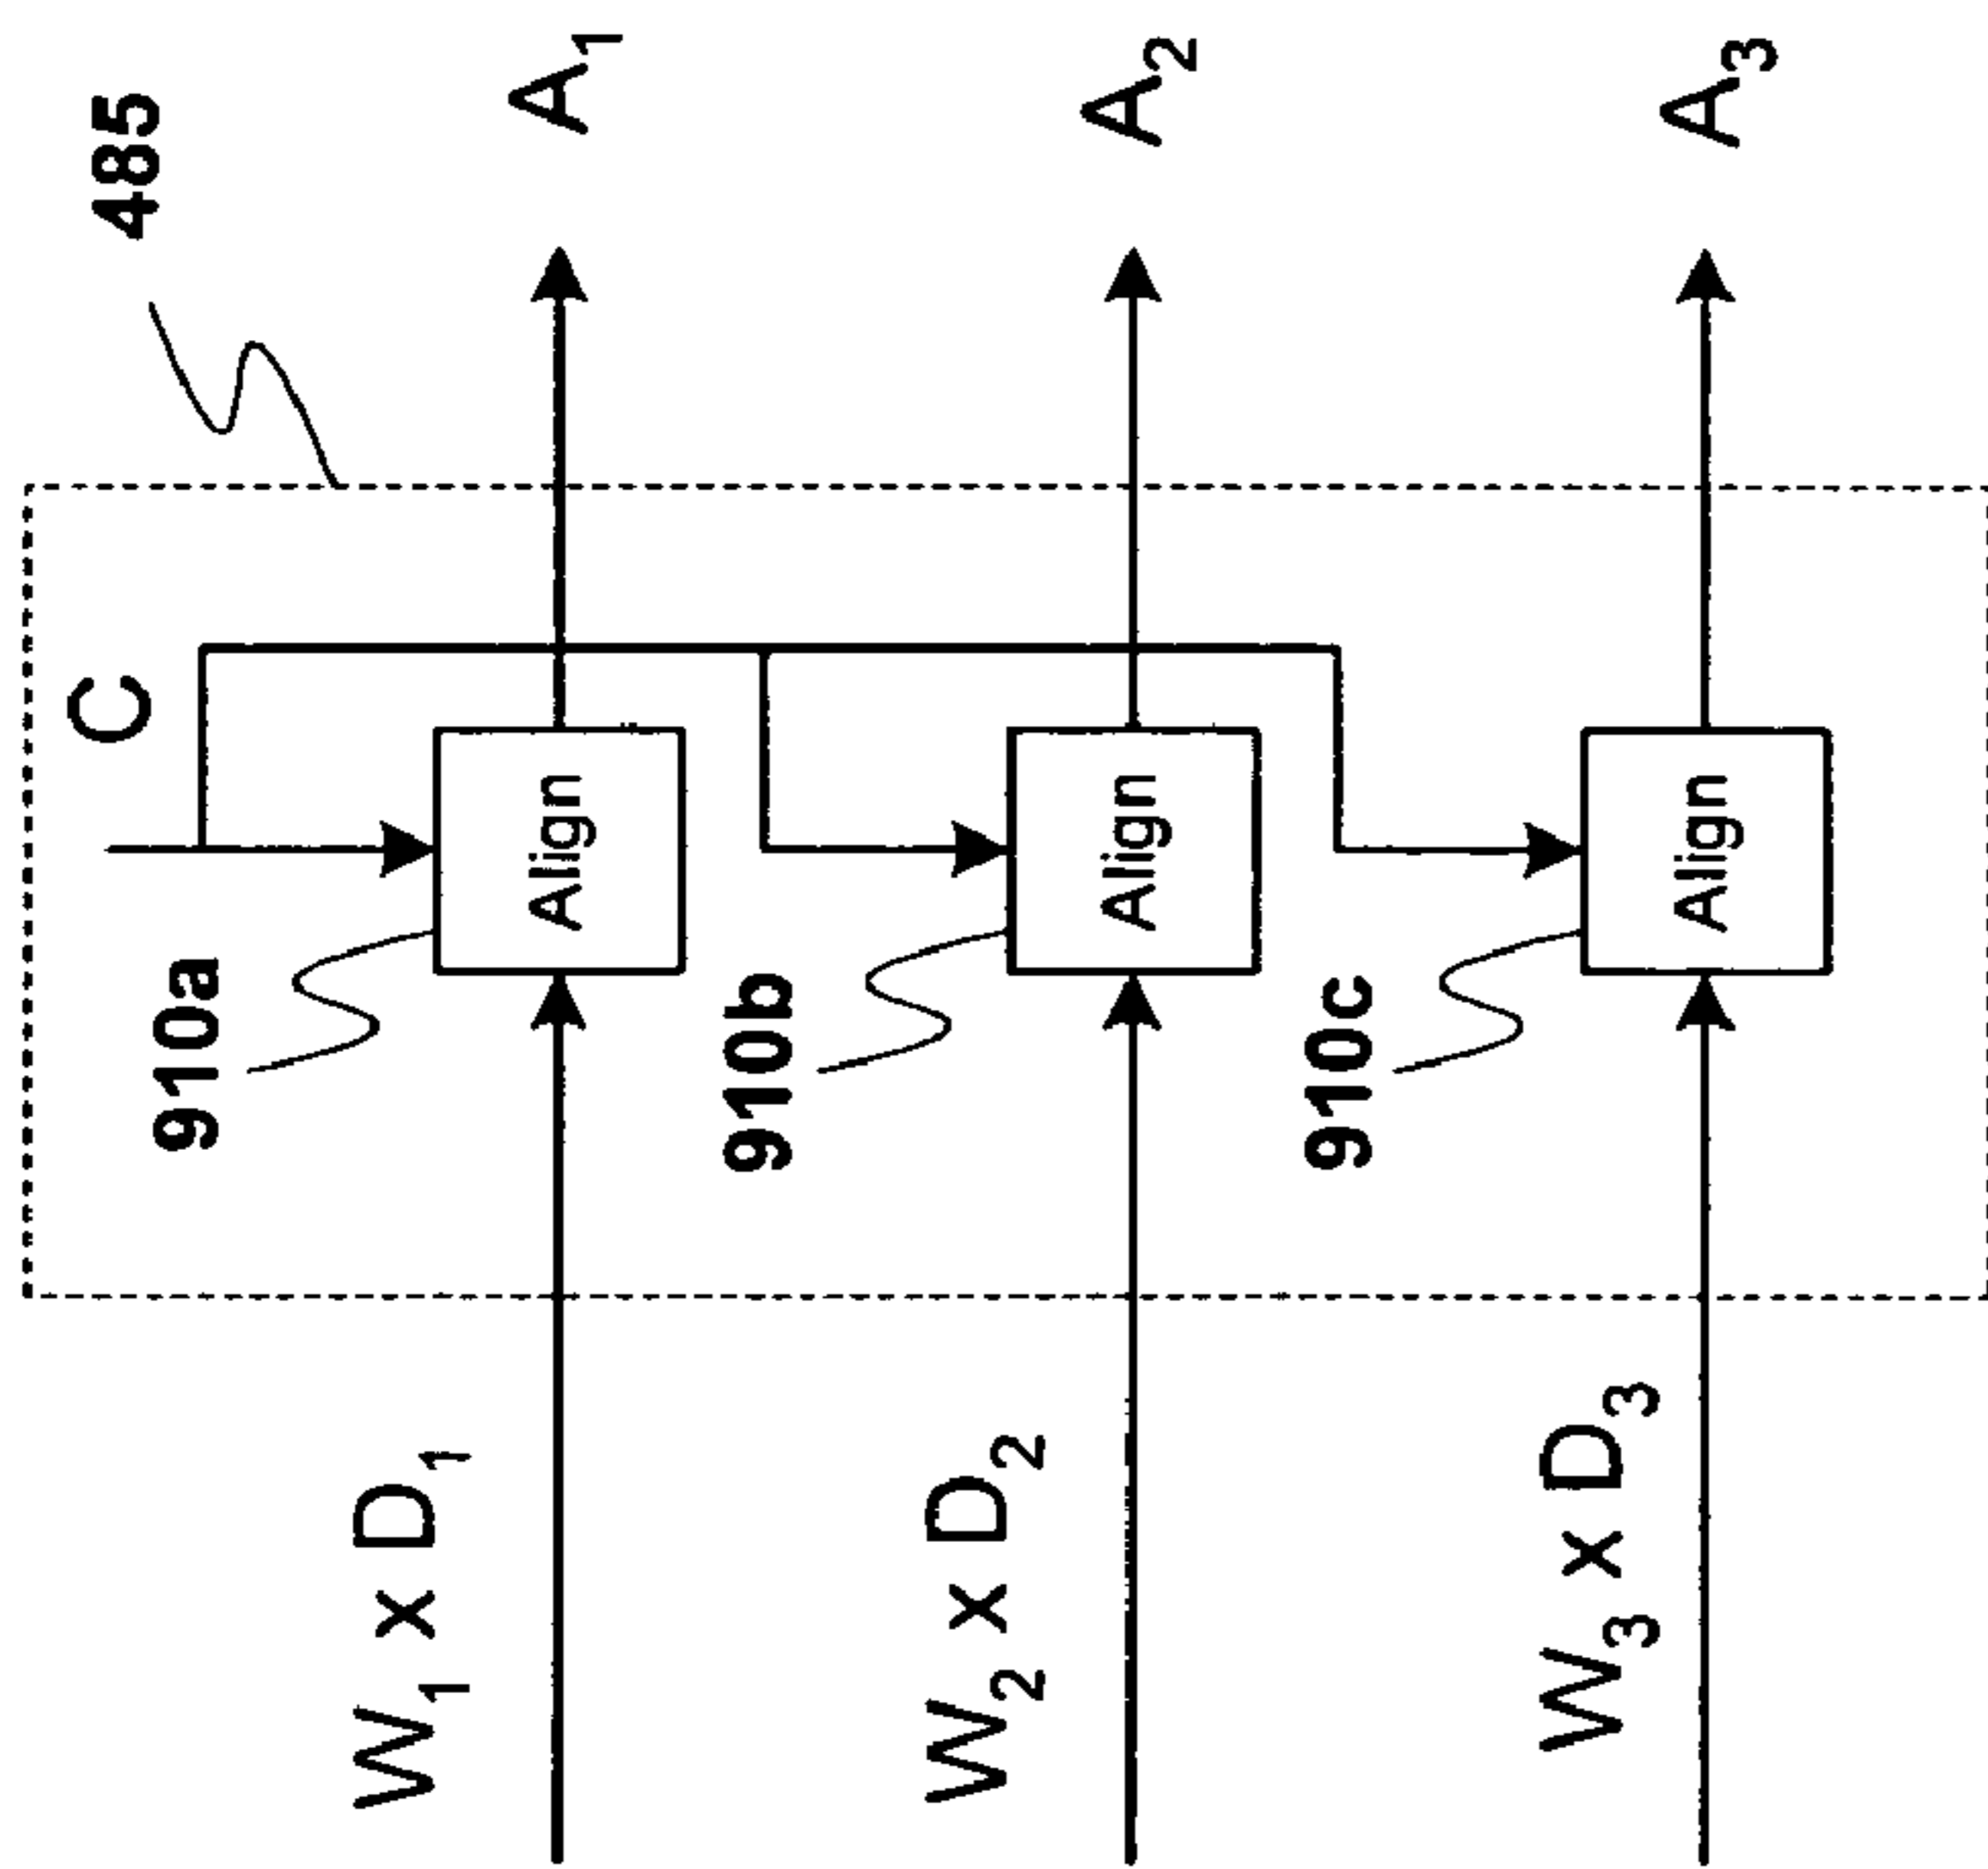 485
C
910a
W1 x D1
Align
A1
910b
W2 x D2
Align
A2
910c
W3 x D3
Align
A3